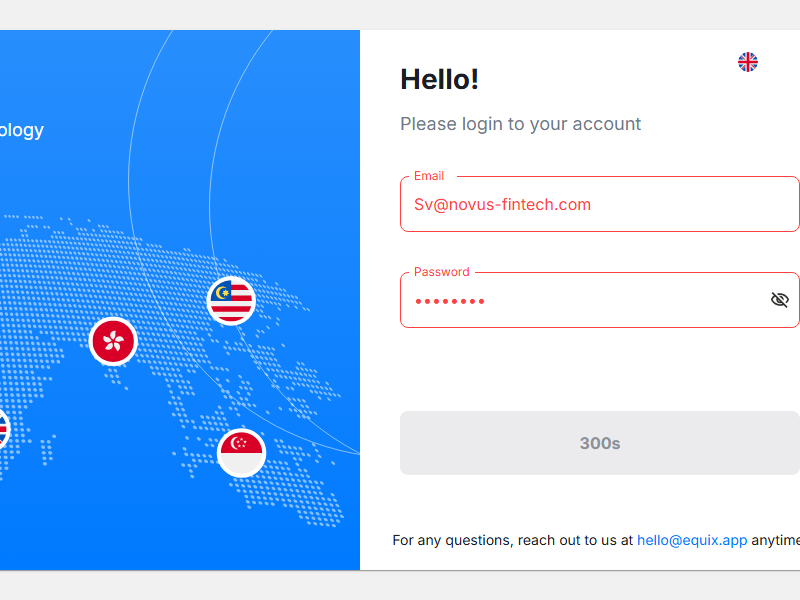 ology
Hello!
Please login to your account
Email
Sv@novus-fintech.com
Password
300s
For any questions, reach out to us at hello@equix.app anytime